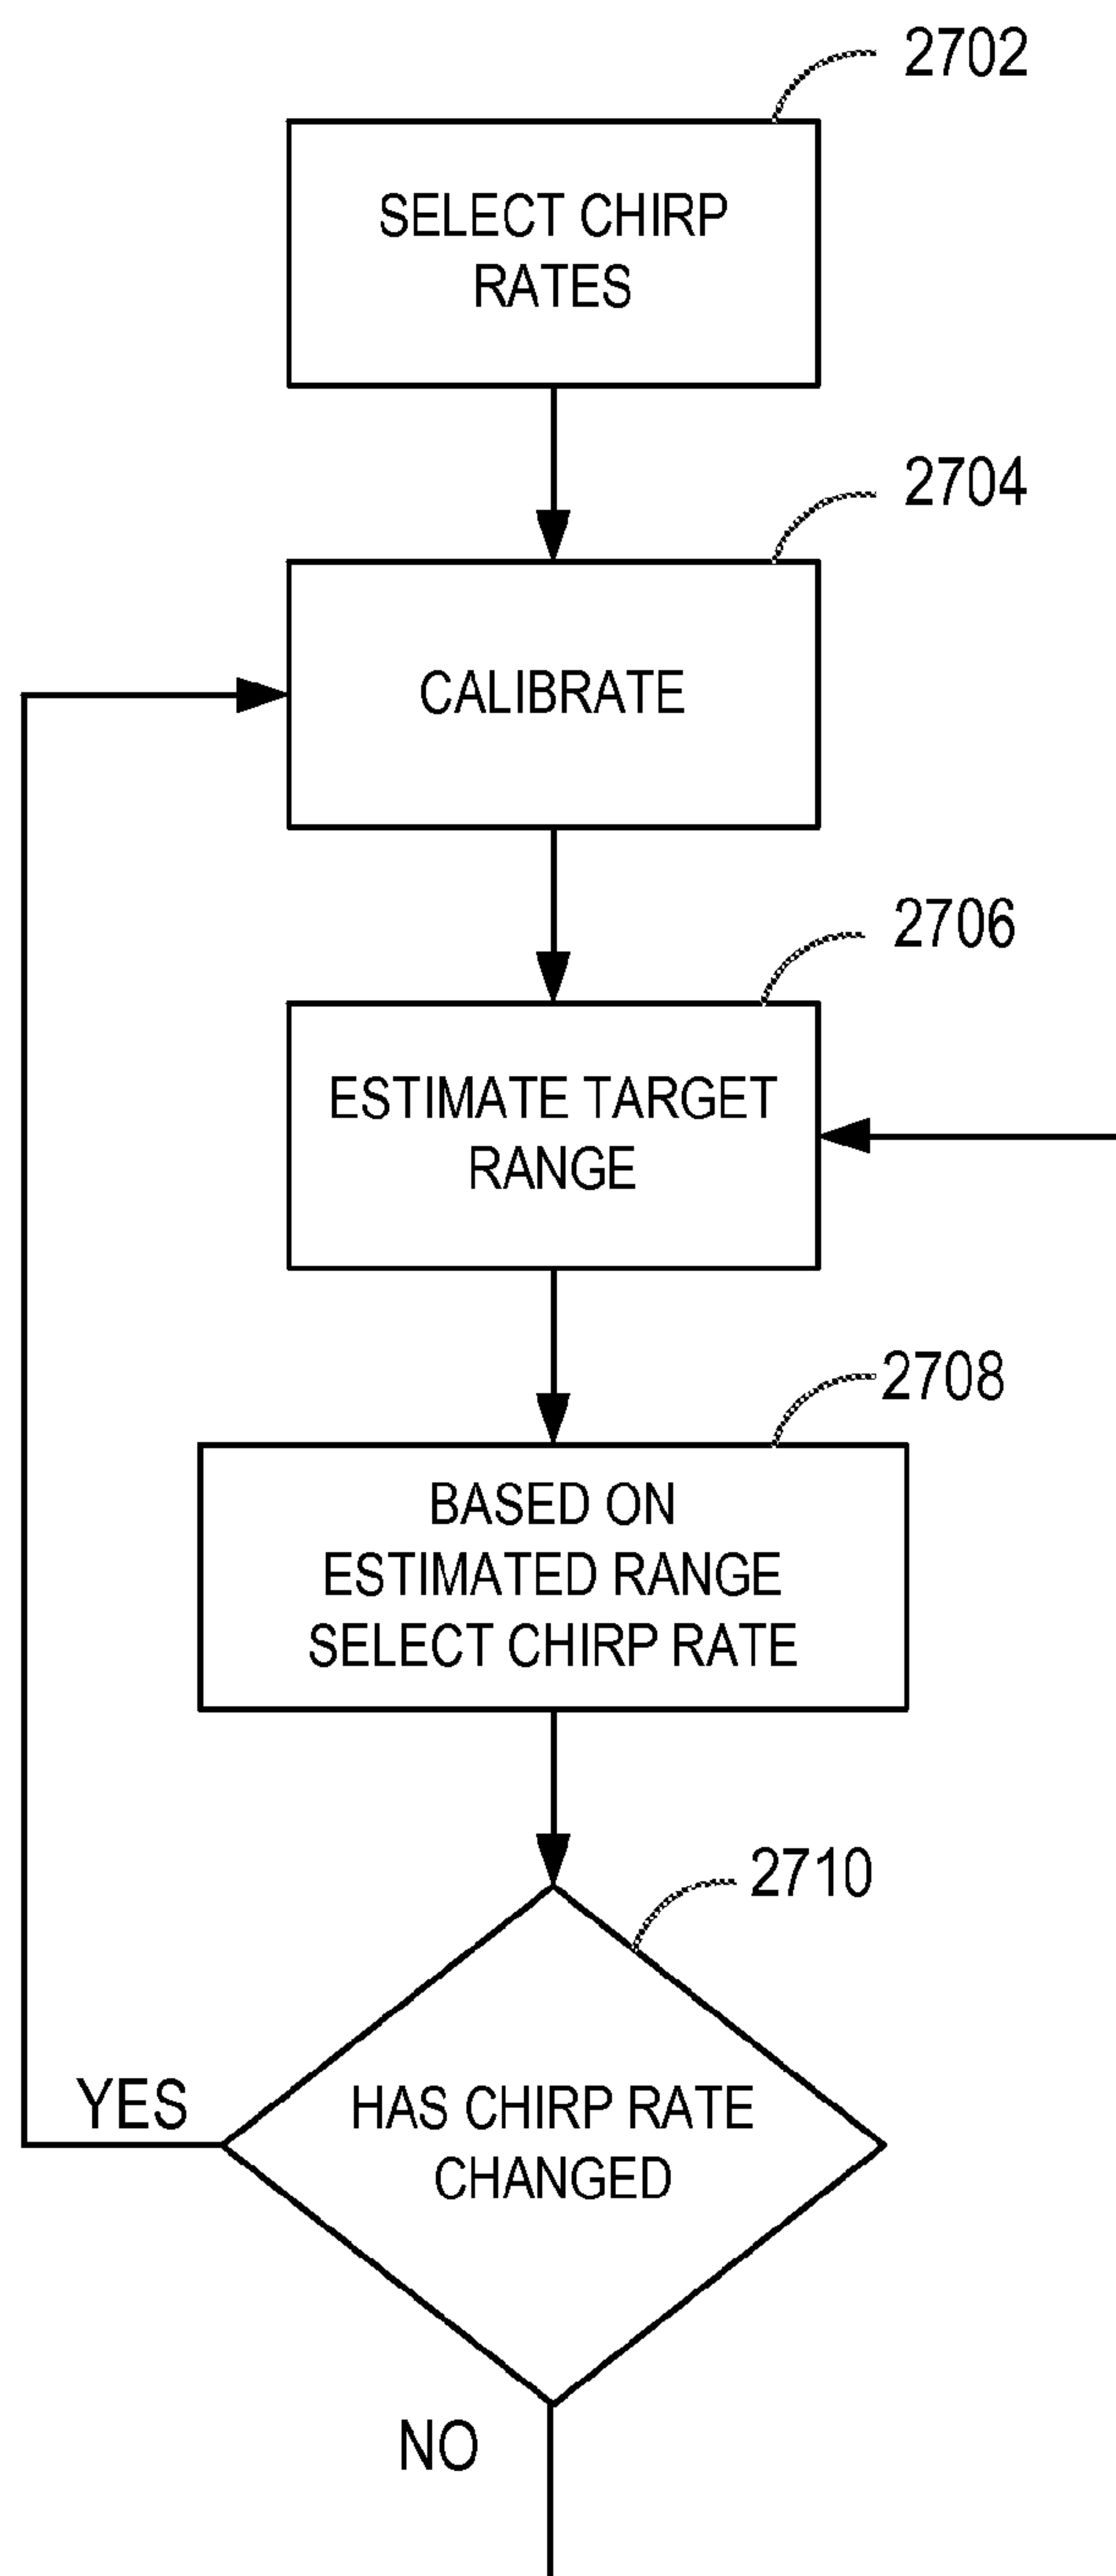 2702
SELECT CHIRP
RATES
2704
CALIBRATE
2706
ESTIMATE TARGET
RANGE
2708
BASED ON
ESTIMATED RANGE
SELECT CHIRP RATE
2710
HAS CHIRP RATE
CHANGED
YES
NO